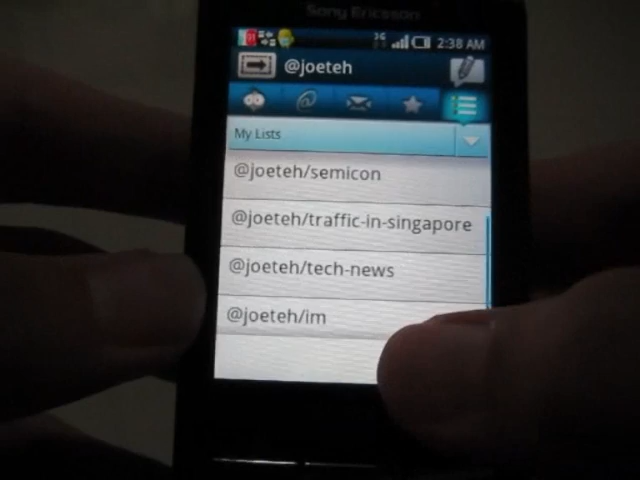 Sony Ericsson
3G 2:38 AM
@joeteh
@
My Lists
@joeteh/semicon
@joeteh/traffic-in-singapore
@joeteh/tech-news
@joeteh/im